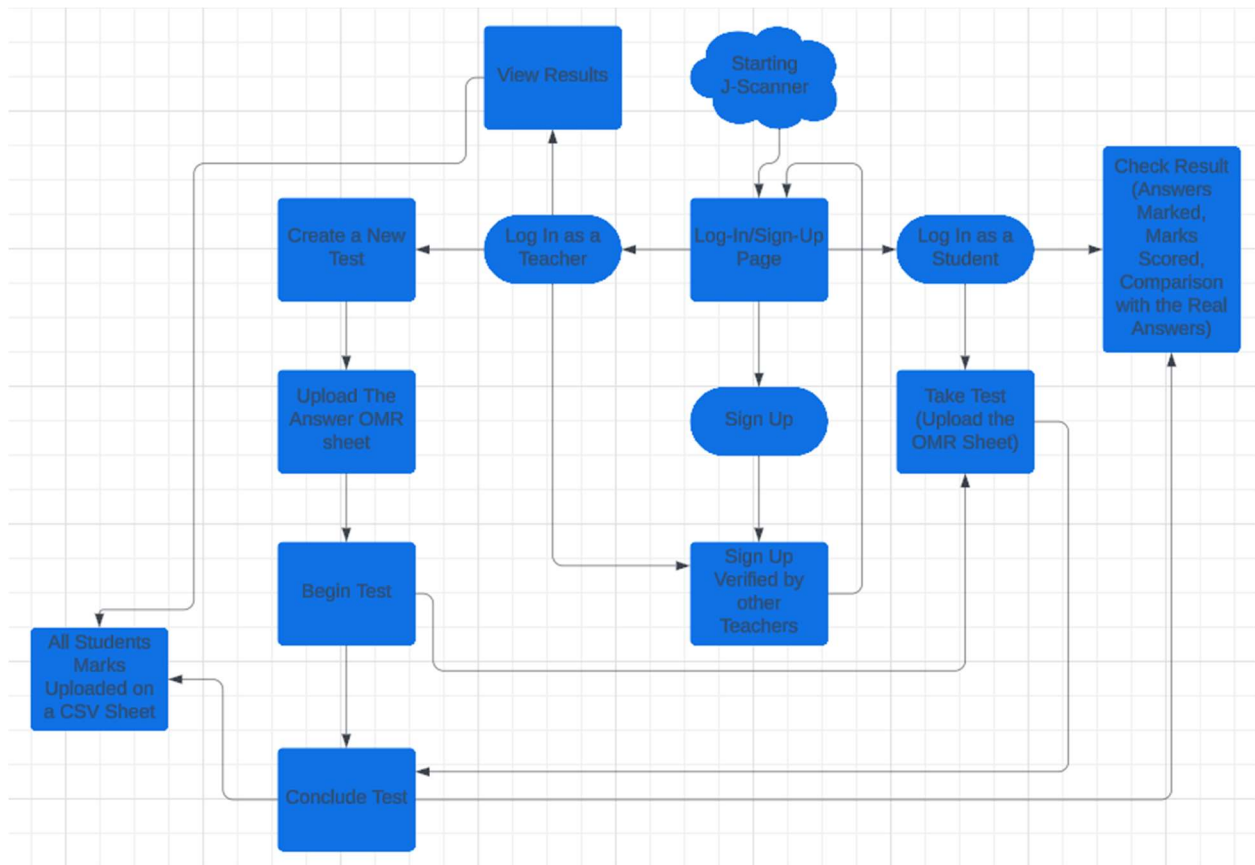 View Results
Starting
J-Scanner
Check Result
(Answers
Marked,
Marks
Scored,
Comparison
with the Real
Answers)
Create a New
Test
Log In as a
Teacher
Log-In/Sign-Up
Page
Log In as a
Student
Upload The
Answer OMR
sheet
Sign Up
Take Test
(Upload the
OMR Sheet)
Begin Test
Sign Up
Verified by
other
Teachers
All Students
Marks
Uploaded on
a CSV Sheet
Conclude Test